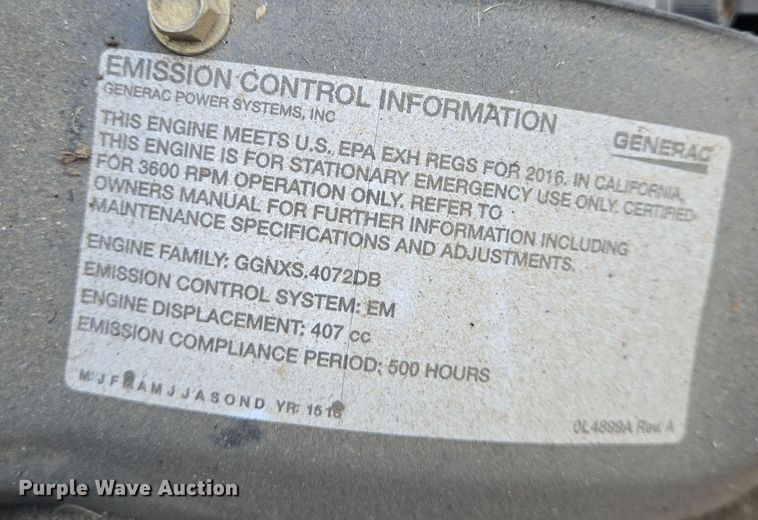 EMISSION CONTROL INFORMATION
GENERAC POWER SYSTEMS, INC
GENERAC
THIS ENGINE MEETS U.S. EPA EXH REGS FOR 2016. IN CALIFORNIA,
THIS ENGINE IS FOR STATIONARY EMERGENCY USE ONLY. CERTIFIED
FOR 3600 RPM OPERATION ONLY. REFER TO
OWNERS MANUAL FOR FURTHER INFORMATION INCLUDING
MAINTENANCE SPECIFICATIONS AND ADJUSTMENTS.
ENGINE FAMILY: GGNXS.4072DB
EMISSION CONTROL SYSTEM: EM
ENGINE DISPLACEMENT: 407 cc
EMISSION COMPLIANCE PERIOD: 500 HOURS
M: J F M A M J J A S O N D YR: 15 16
0L4899A Rev. A
Purple Wave Auction